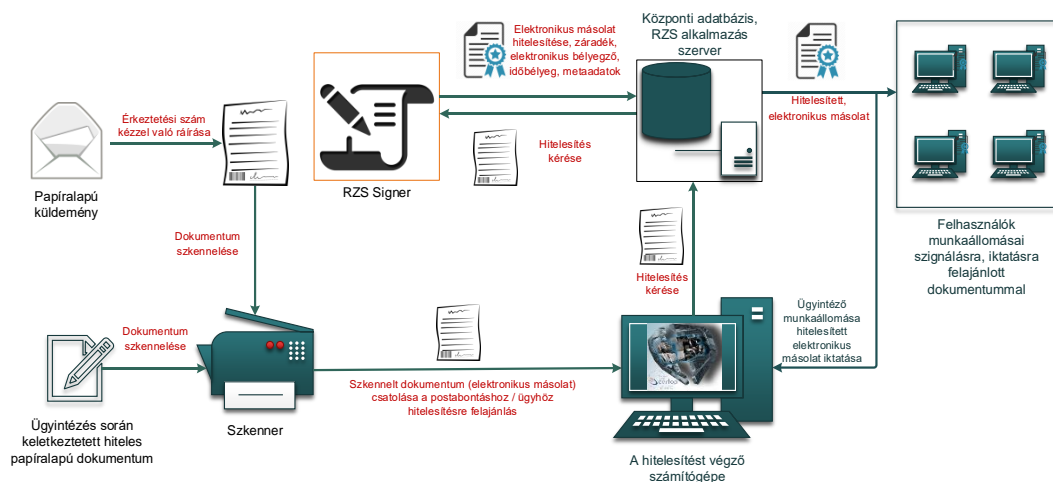 Elektronikus másolat
hitelesítése, záradék,
elektronikus bélyegző,
időbélyeg, metaadatok
Központi adatbázis,
RZS alkalmazás
szerver
Hitelesített,
elektronikus másolat
Érkeztetési szám
kézzel való ráírása
Hitelesítés
kérése
Papíralapú
küldemény
RZS Signer
Felhasználók
munkaállomásai
szignálásra, iktatásra
felajánlott
dokumentummal
Dokumentum
szkennelése
Hitelesítés
kérése
Ügyintéző
munkaállomása
hitelesített
elektronikus
másolat iktatása
Dokumentum
szkennelése
Szkennelt dokumentum (elektronikus másolat)
csatolása a postabontáshoz / ügyhöz
hitelesítésre felajánlás
Szkenner
Ügyintézés során
keletkeztetett hiteles
papíralapú dokumentum
A hitelesítést végző
számítógépe